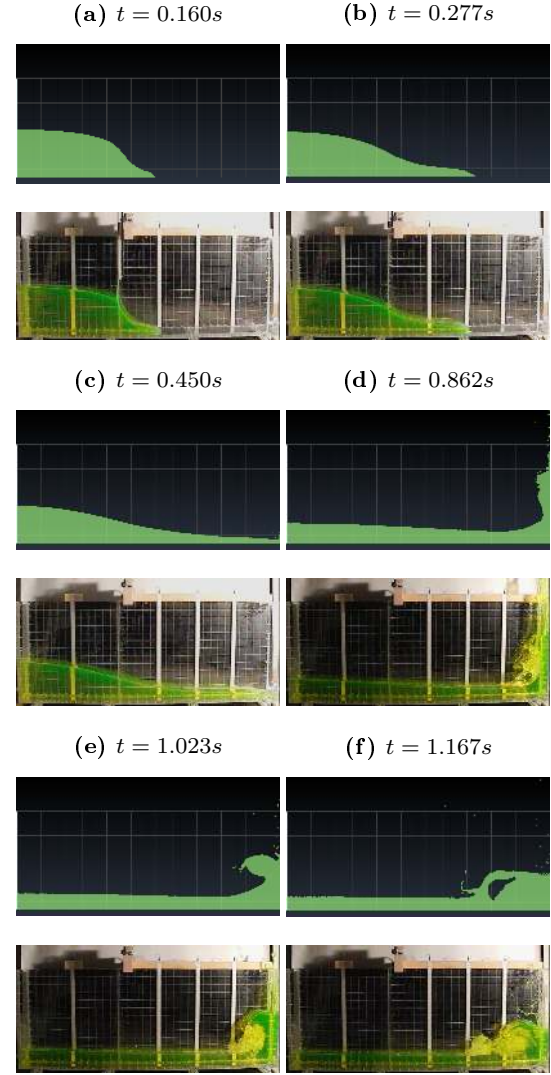 (a) t = 0.160s
(b) t = 0.277s
(c) t = 0.450s
(d) t = 0.862s
(e) t = 1.023s
(f) t = 1.167s